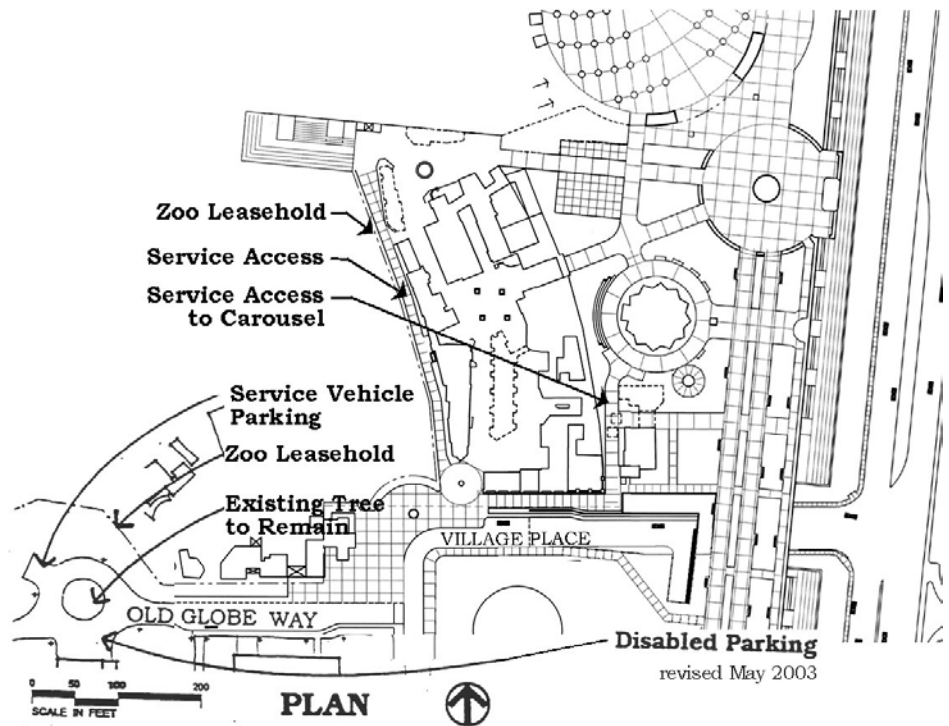 Zoo Leasehold
Service Access
Service Access
to Carousel
Service Vehicle
Parking
Zoo Leasehold
Existing Tree
to Remain
VILLAGE PLACE
OLD GLOBE WAY
Disabled Parking
revised May 2003
0 50 100 200
SCALE IN FEET
PLAN